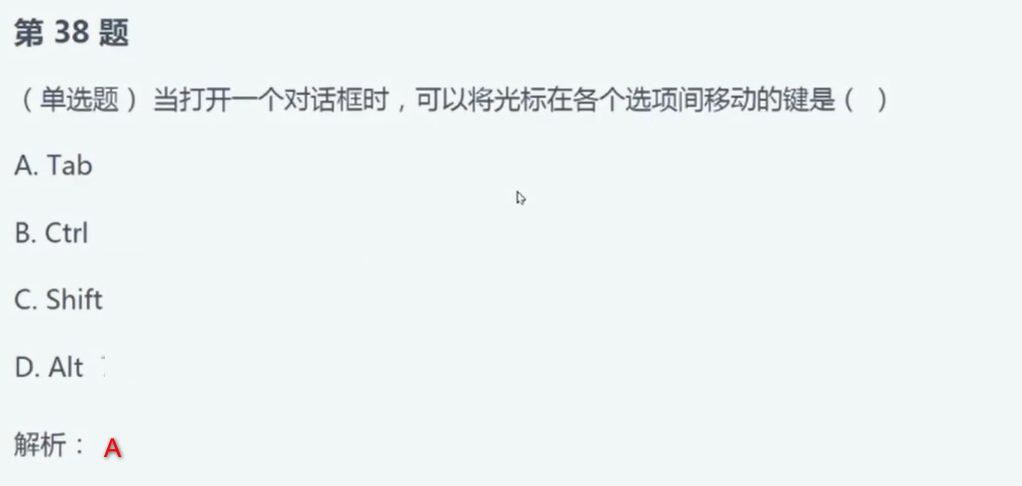 第 38 题
（单选题）当打开一个对话框时，可以将光标在各个选项间移动的键是（ ）
A. Tab
B. Ctrl
C. Shift
D. Alt
解析： A